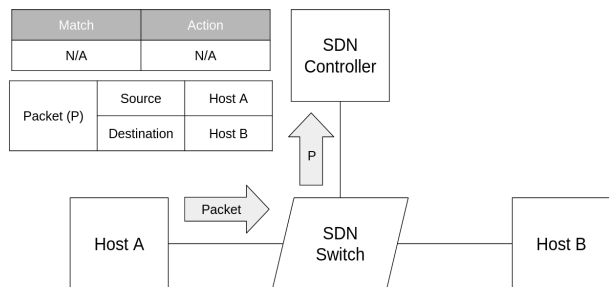 Match Action
N/A N/A
Packet (P)
Source Host A
Destination Host B
SDN
Controller
P
Packet
Host A
SDN
Switch
Host B